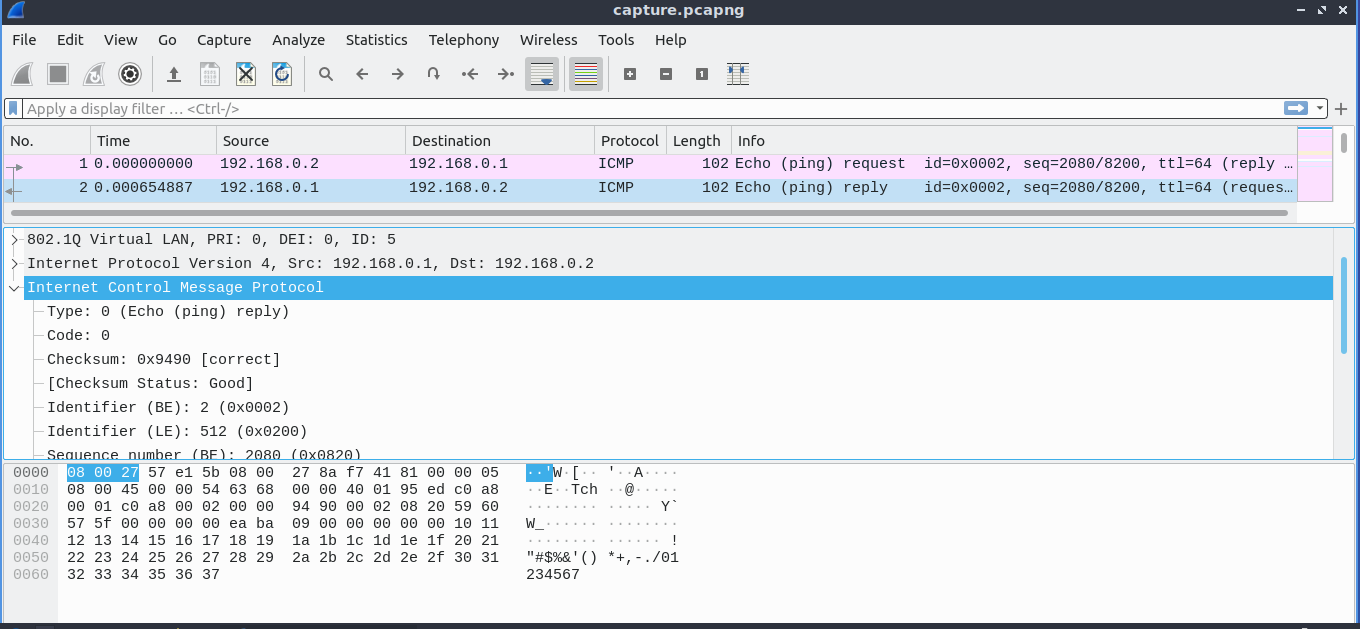 capture.pcapng
File Edit View Go Capture Analyze Statistics Telephony Wireless Tools Help
Apply a display filter … <Ctrl-/>
No. Time Source Destination Protocol Length Info
1 0.000000000 192.168.0.2 192.168.0.1 ICMP 102 Echo (ping) request id=0x0002, seq=2080/8200, ttl=64 (reply …
2 0.000654887 192.168.0.1 192.168.0.2 ICMP 102 Echo (ping) reply id=0x0002, seq=2080/8200, ttl=64 (reques…
802.1Q Virtual LAN, PRI: 0, DEI: 0, ID: 5
Internet Protocol Version 4, Src: 192.168.0.1, Dst: 192.168.0.2
Internet Control Message Protocol
Type: 0 (Echo (ping) reply)
Code: 0
Checksum: 0x9490 [correct]
[Checksum Status: Good]
Identifier (BE): 2 (0x0002)
Identifier (LE): 512 (0x0200)
Sequence number (BE): 2080 (0x0820)
0000 08 00 27 57 e1 5b 08 00 27 8a f7 41 81 00 00 05 ··'W·[·· '··A····
0010 08 00 45 00 00 54 63 68 00 00 40 01 95 ed c0 a8 ··E··Tch ··@·····
0020 00 01 c0 a8 00 02 00 00 94 90 00 02 08 20 59 60 ········ ····· Y`
0030 57 5f 00 00 00 00 ea ba 09 00 00 00 00 00 10 11 W_······ ········
0040 12 13 14 15 16 17 18 19 1a 1b 1c 1d 1e 1f 20 21 ········ ······ !
0050 22 23 24 25 26 27 28 29 2a 2b 2c 2d 2e 2f 30 31 "#$%&'() *+,-./01
0060 32 33 34 35 36 37 234567